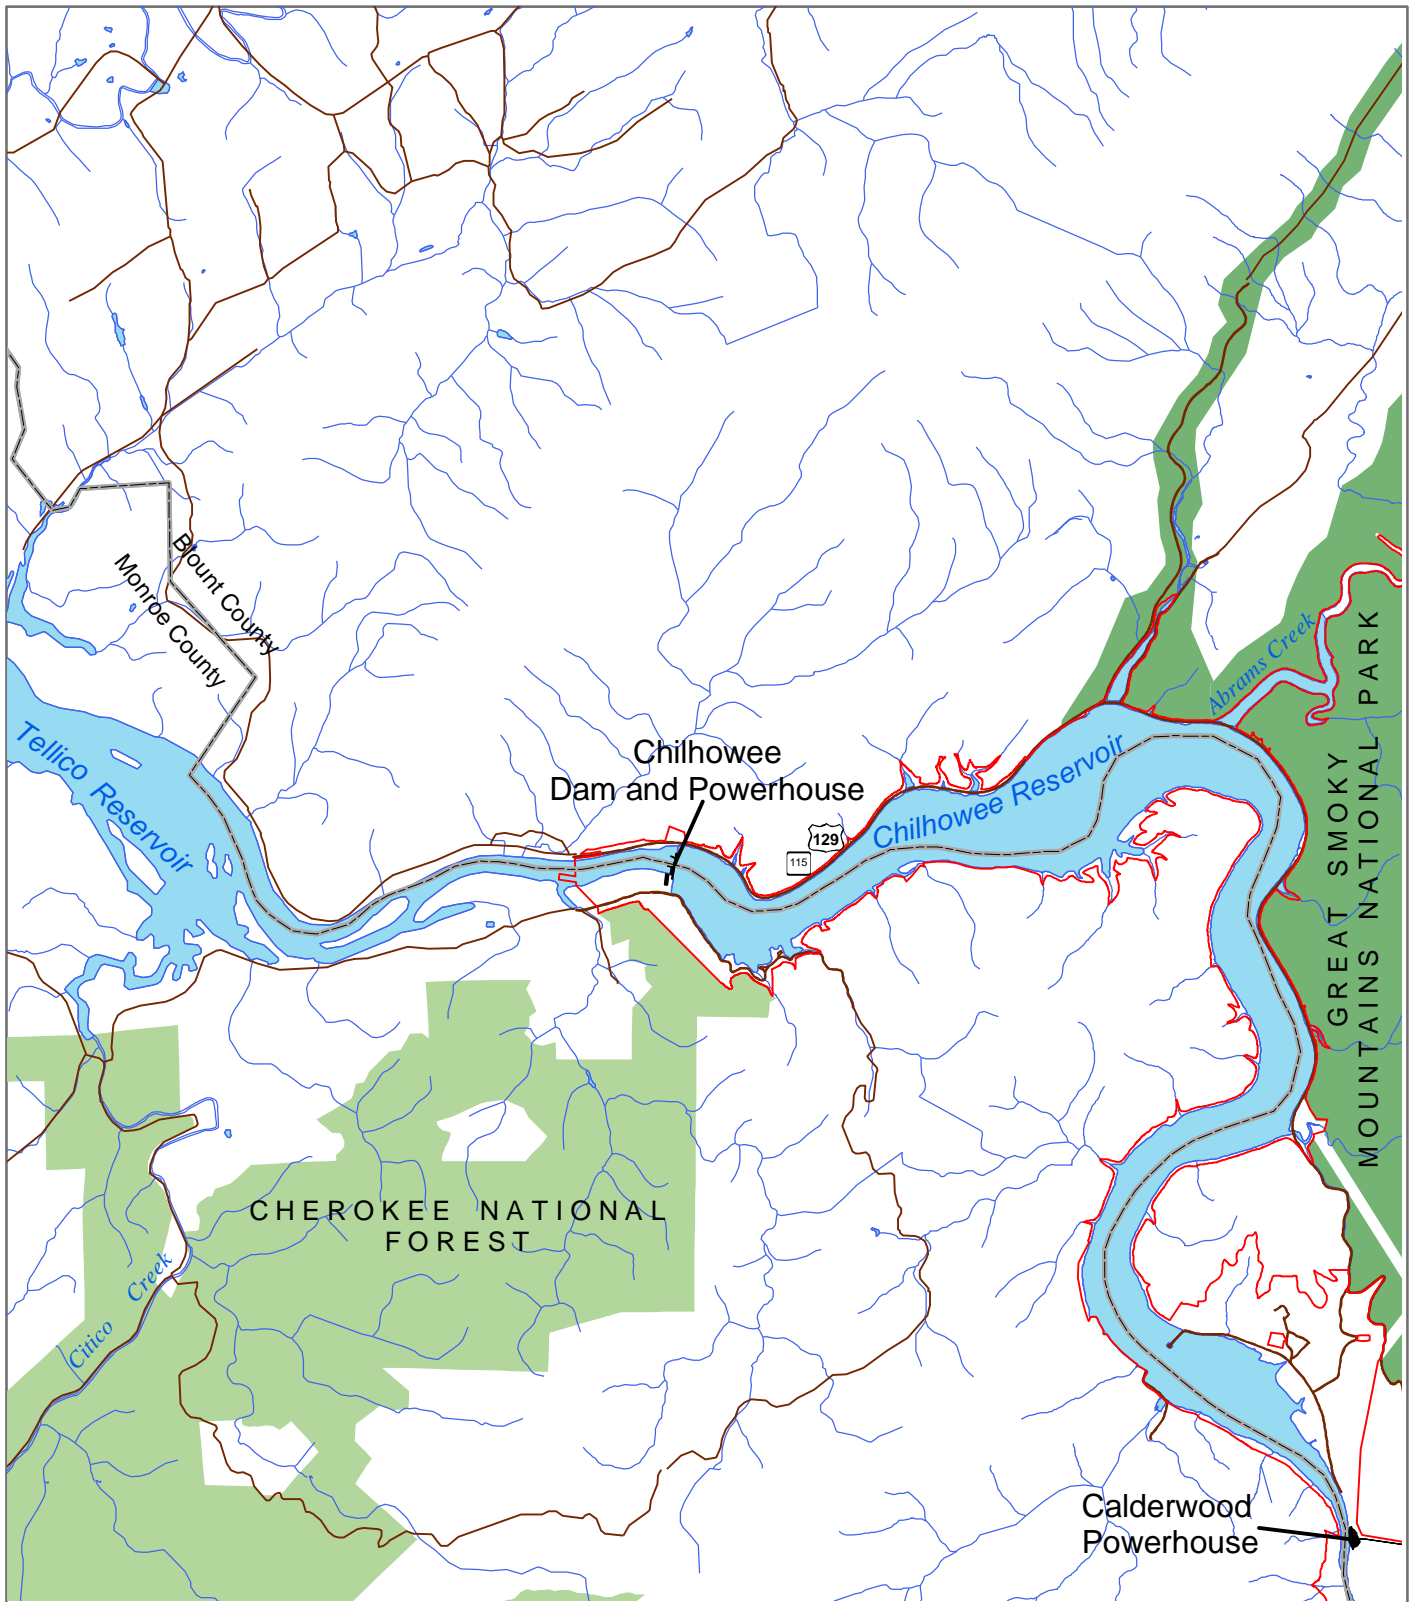 Blount County
Monroe County
Abrams Creek
GREAT SMOKY
MOUNTAINS NATIONAL PARK
Tellico Reservoir
Chilhowee
Dam and Powerhouse
Chilhowee Reservoir
129
115
CHEROKEE NATIONAL
FOREST
Citico Creek
Calderwood
Powerhouse